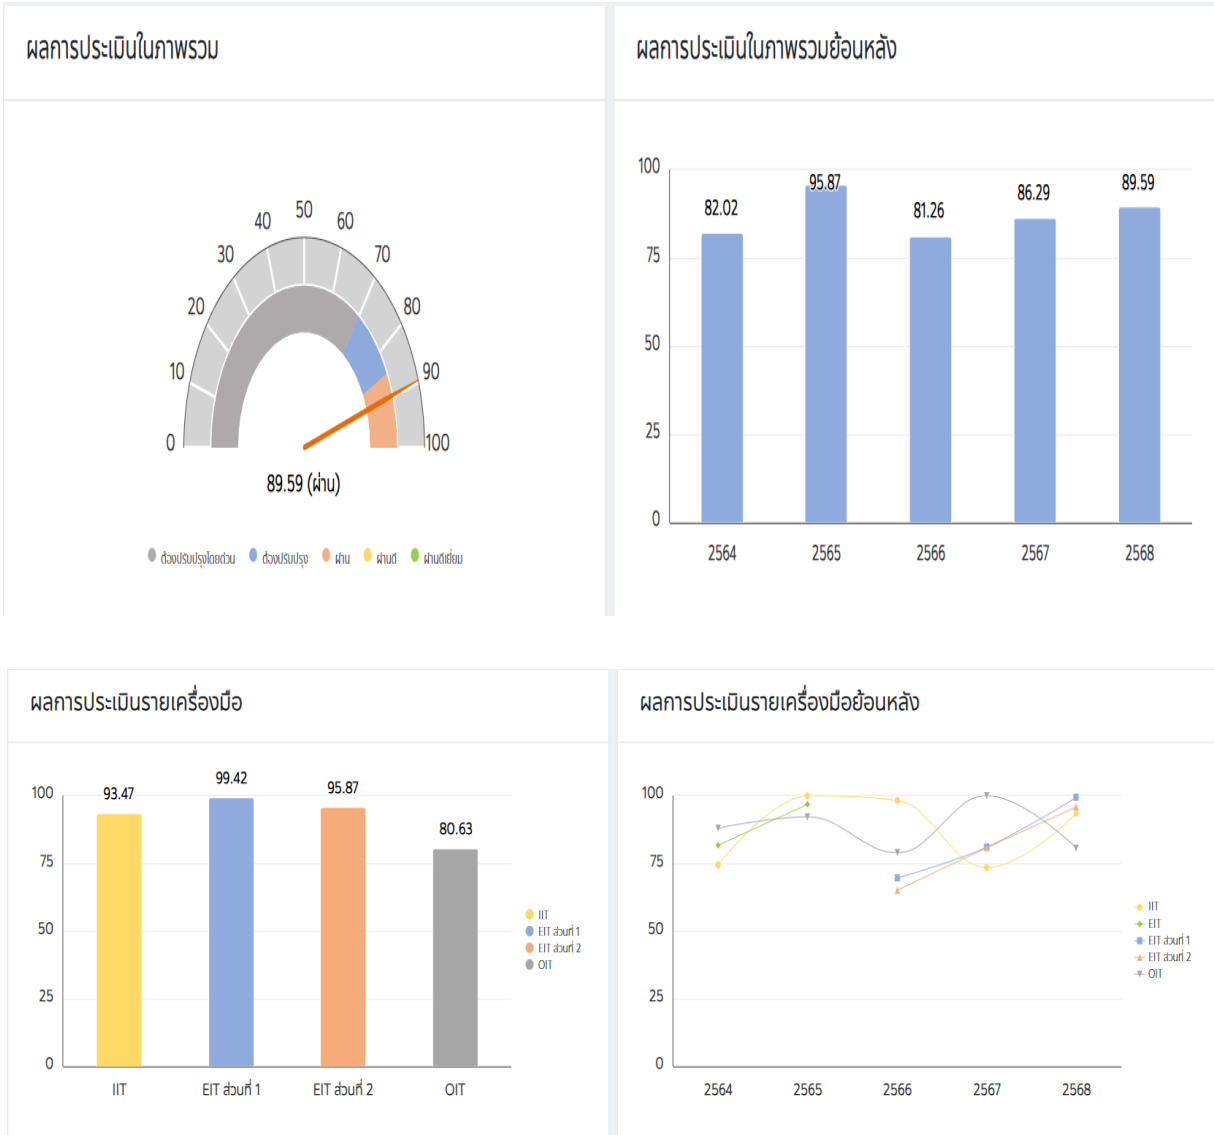 ผลการประเมินในภาพรวม
0
10
20
30
40
50
60
70
80
90
100
89.59 (ผ่าน)
ต้องปรับปรุงโดยด่วน ต้องปรับปรุง ผ่าน ผ่านดี ผ่านดีเยี่ยม
ผลการประเมินในภาพรวมย้อนหลัง
100
75
50
25
0
82.02
95.87
81.26
86.29
89.59
2564 2565 2566 2567 2568
ผลการประเมินรายเครื่องมือ
100
75
50
25
0
93.47
99.42
95.87
80.63
IIT EIT ส่วนที่ 1 EIT ส่วนที่ 2 OIT
IIT
EIT ส่วนที่ 1
EIT ส่วนที่ 2
OIT
ผลการประเมินรายเครื่องมือย้อนหลัง
100
75
50
25
0
2564 2565 2566 2567 2568
IIT
EIT
EIT ส่วนที่ 1
EIT ส่วนที่ 2
OIT